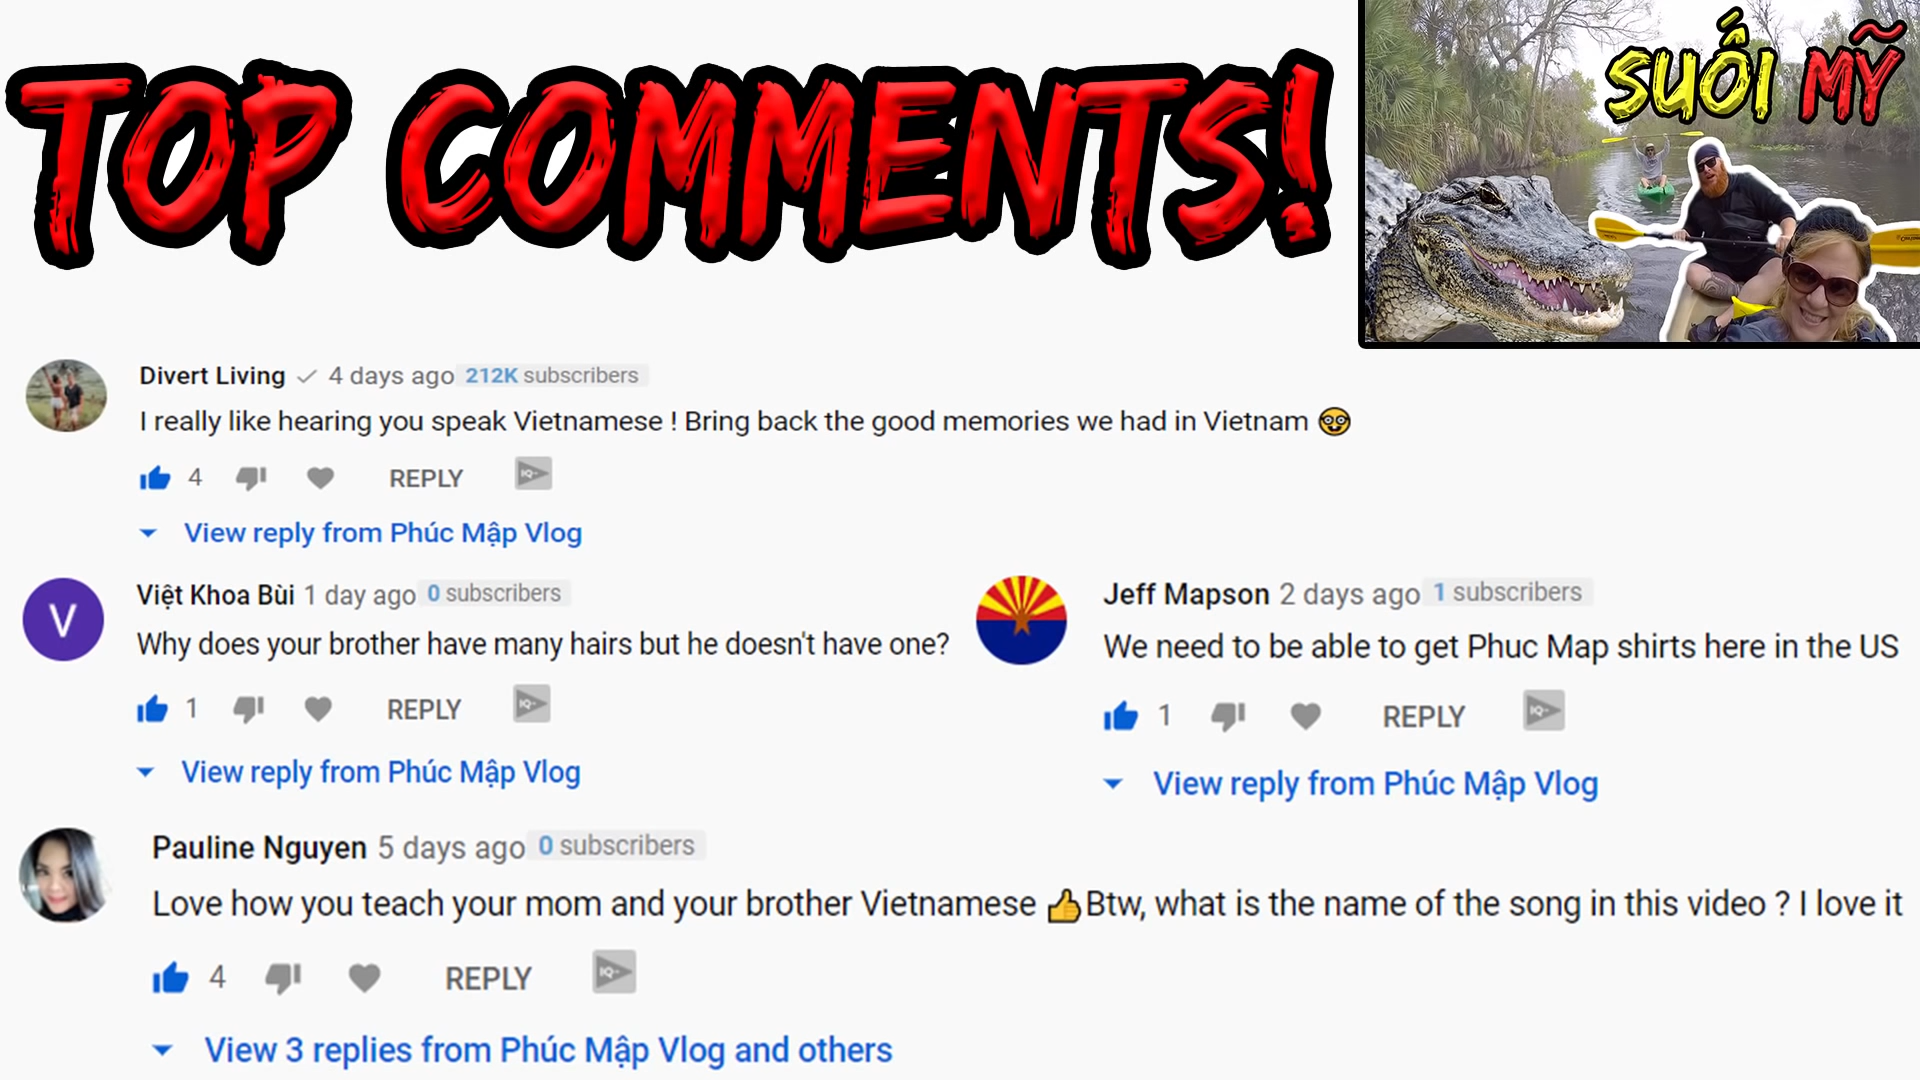 TOP COMMENTS!
SUỐI MỸ
Divert Living 4 days ago 212K subscribers
I really like hearing you speak Vietnamese ! Bring back the good memories we had in Vietnam 🤓
4 REPLY
View reply from Phúc Mập Vlog
Việt Khoa Bùi 1 day ago 0 subscribers
Why does your brother have many hairs but he doesn't have one?
1 REPLY
View reply from Phúc Mập Vlog
Jeff Mapson 2 days ago 1 subscribers
We need to be able to get Phuc Map shirts here in the US
1 REPLY
View reply from Phúc Mập Vlog
Pauline Nguyen 5 days ago 0 subscribers
Love how you teach your mom and your brother Vietnamese 👍Btw, what is the name of the song in this video ? I love it
4 REPLY
View 3 replies from Phúc Mập Vlog and others